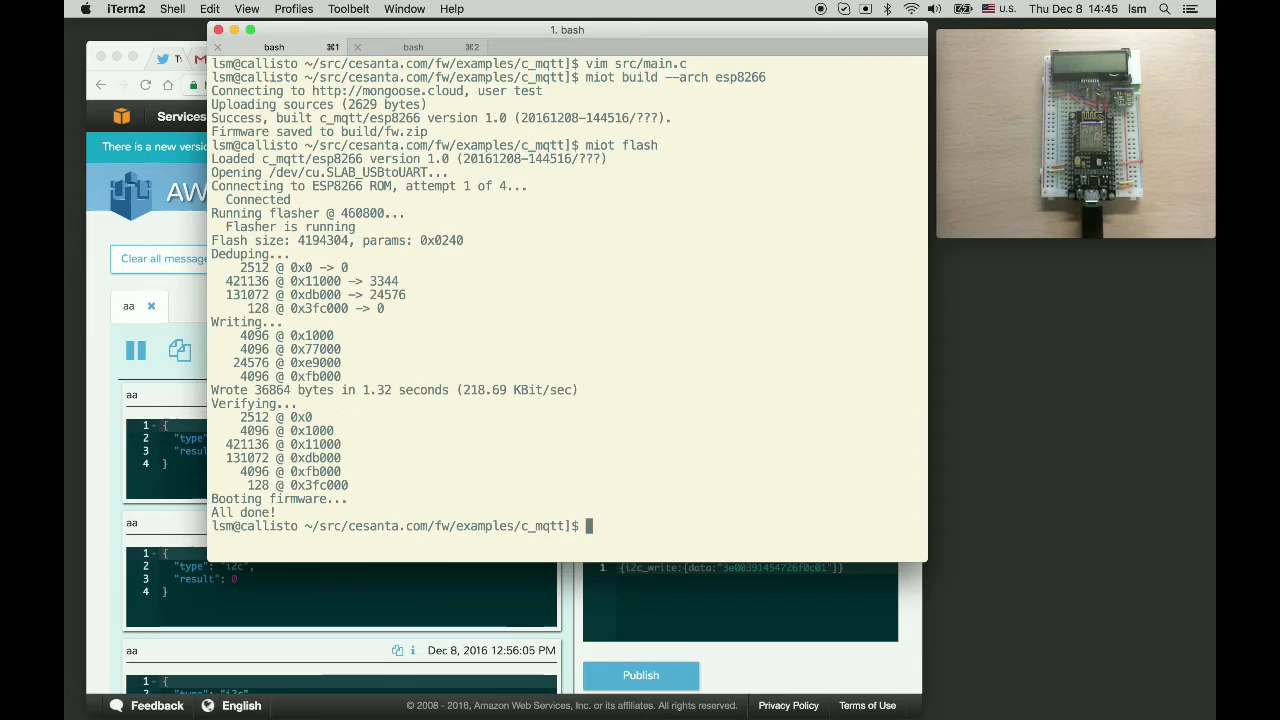 iTerm2 Shell Edit View Profiles Toolbelt Window Help U.S. Thu Dec 8 14:45 lsm
1. bash
bash ⌘1 bash ⌘2
lsm@callisto ~/src/cesanta.com/fw/examples/c_mqtt]$ vim src/main.c
lsm@callisto ~/src/cesanta.com/fw/examples/c_mqtt]$ miot build --arch esp8266
Connecting to http://mongoose.cloud, user test
Uploading sources (2629 bytes)
Success, built c_mqtt/esp8266 version 1.0 (20161208-144516/???).
Firmware saved to build/fw.zip
lsm@callisto ~/src/cesanta.com/fw/examples/c_mqtt]$ miot flash
Loaded c_mqtt/esp8266 version 1.0 (20161208-144516/???)
Opening /dev/cu.SLAB_USBtoUART...
Connecting to ESP8266 ROM, attempt 1 of 4...
Connected
Running flasher @ 460800...
Flasher is running
Flash size: 4194304, params: 0x0240
Deduping...
2512 @ 0x0 -> 0
421136 @ 0x11000 -> 3344
131072 @ 0xdb000 -> 24576
128 @ 0x3fc000 -> 0
Writing...
4096 @ 0x1000
4096 @ 0x77000
24576 @ 0xe9000
4096 @ 0xfb000
Wrote 36864 bytes in 1.32 seconds (218.69 KBit/sec)
Verifying...
2512 @ 0x0
4096 @ 0x1000
421136 @ 0x11000
131072 @ 0xdb000
4096 @ 0xfb000
128 @ 0x3fc000
Booting firmware...
All done!
lsm@callisto ~/src/cesanta.com/fw/examples/c_mqtt]$
Services
There is a new vers
AW
Clear all message
aa
aa
1 {
2 "type"
3 "resul
4 }
aa
1 {
2 "type": "i2c",
3 "result": 0
4 }
aa Dec 8, 2016 12:56:05 PM
1 {
1 {i2c_write:{data:"3e00391454726f0c01"}}
Publish
Feedback English © 2008 - 2016, Amazon Web Services, Inc. or its affiliates. All rights reserved. Privacy Policy Terms of Use